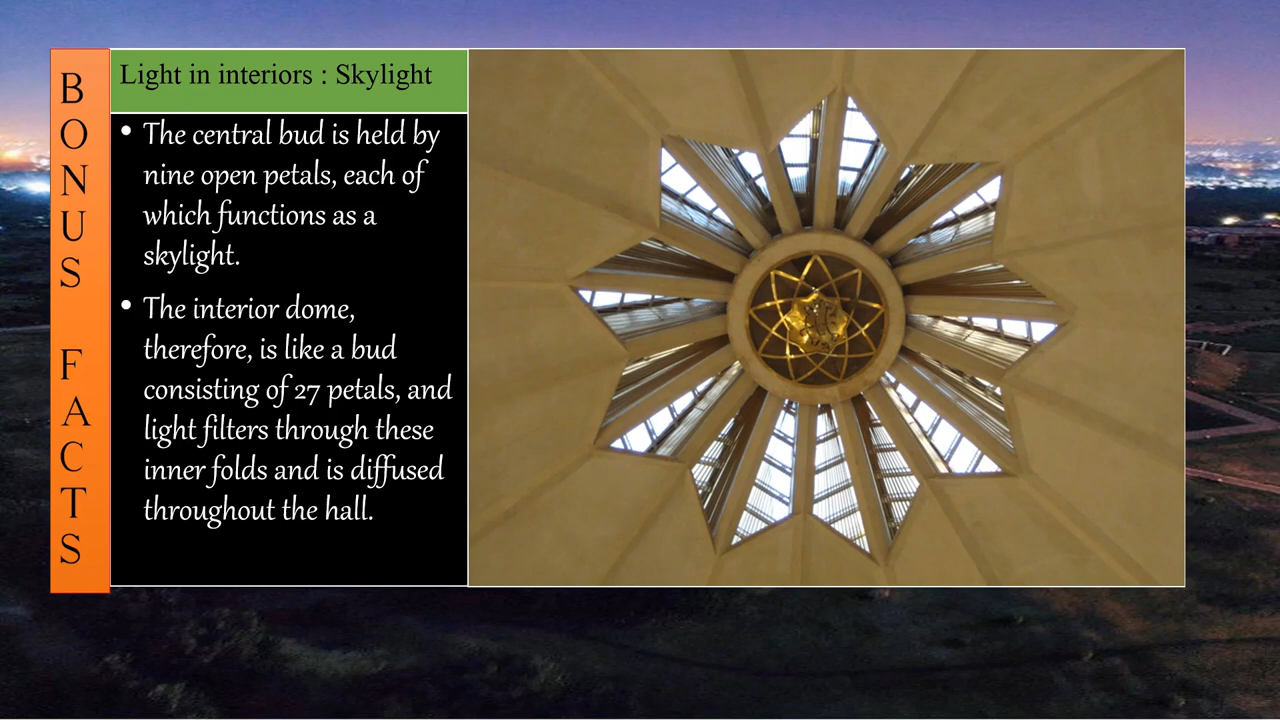 BONUS FACTS
Light in interiors : Skylight
• The central bud is held by
nine open petals, each of
which functions as a
skylight.
• The interior dome,
therefore, is like a bud
consisting of 27 petals, and
light filters through these
inner folds and is diffused
throughout the hall.